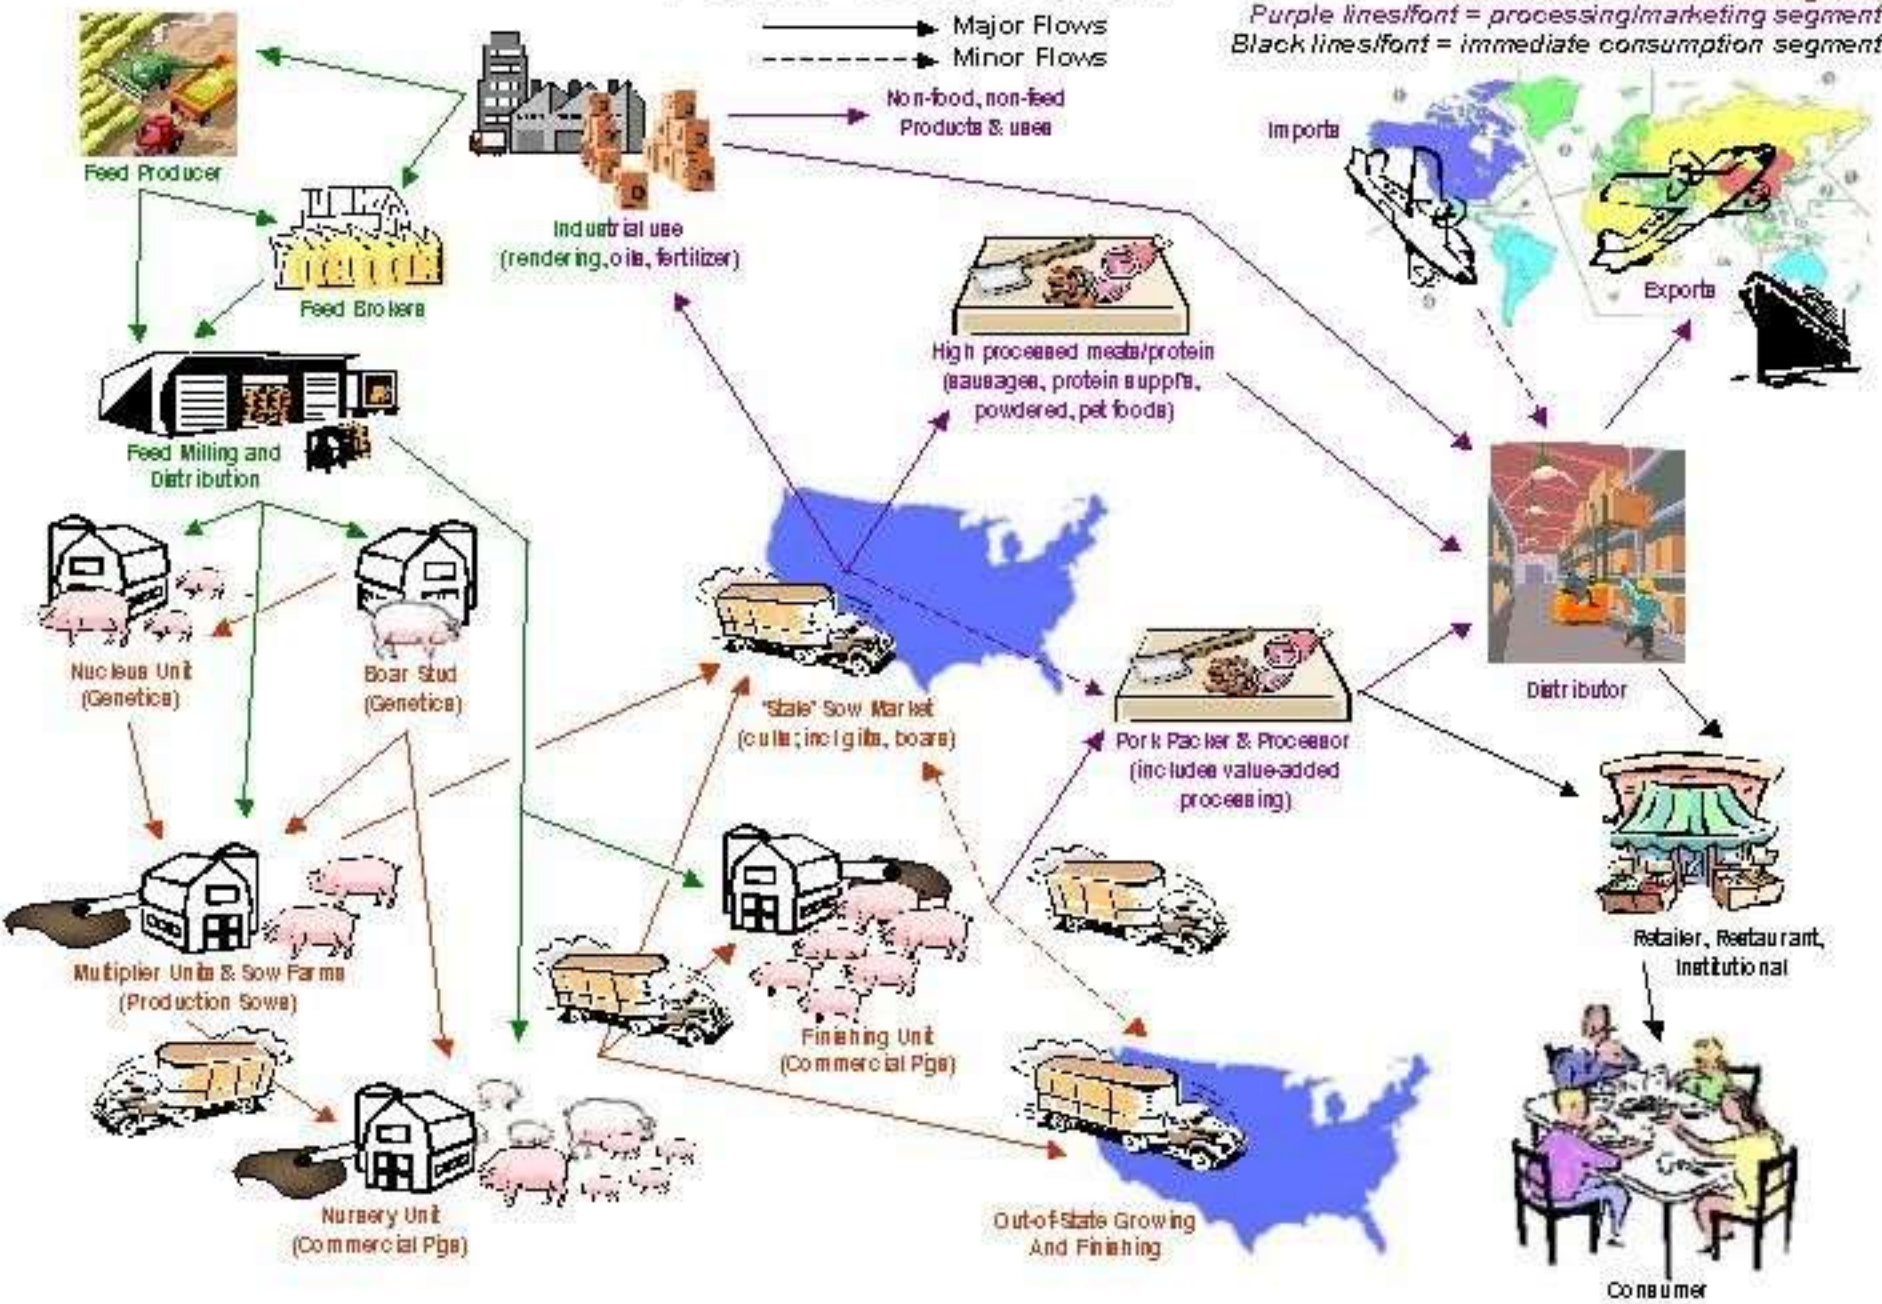 Major Flows
Minor Flows
Purple lines/font = processing/marketing segment
Black lines/font = immediate consumption segment
Non-food, non-feed
Products & uses
Imports
Feed Producer
Industrial use
(rendering, oils, fertilizer)
Exports
Feed Brokers
High processed meats/protein
(sausages, protein suppl's,
powdered, pet foods)
Feed Milling and
Distribution
Nucleus Unit
(Genetics)
Boar Stud
(Genetics)
"Stale" Sow Market
(culls; incl gilts, boars)
Distributor
Pork Packer & Processor
(includes value-added
processing)
Retailer, Restaurant,
Institutional
Multiplier Units & Sow Farms
(Production Sows)
Finishing Unit
(Commercial Pigs)
Nursery Unit
(Commercial Pigs)
Out-of-State Growing
And Finishing
Consumer